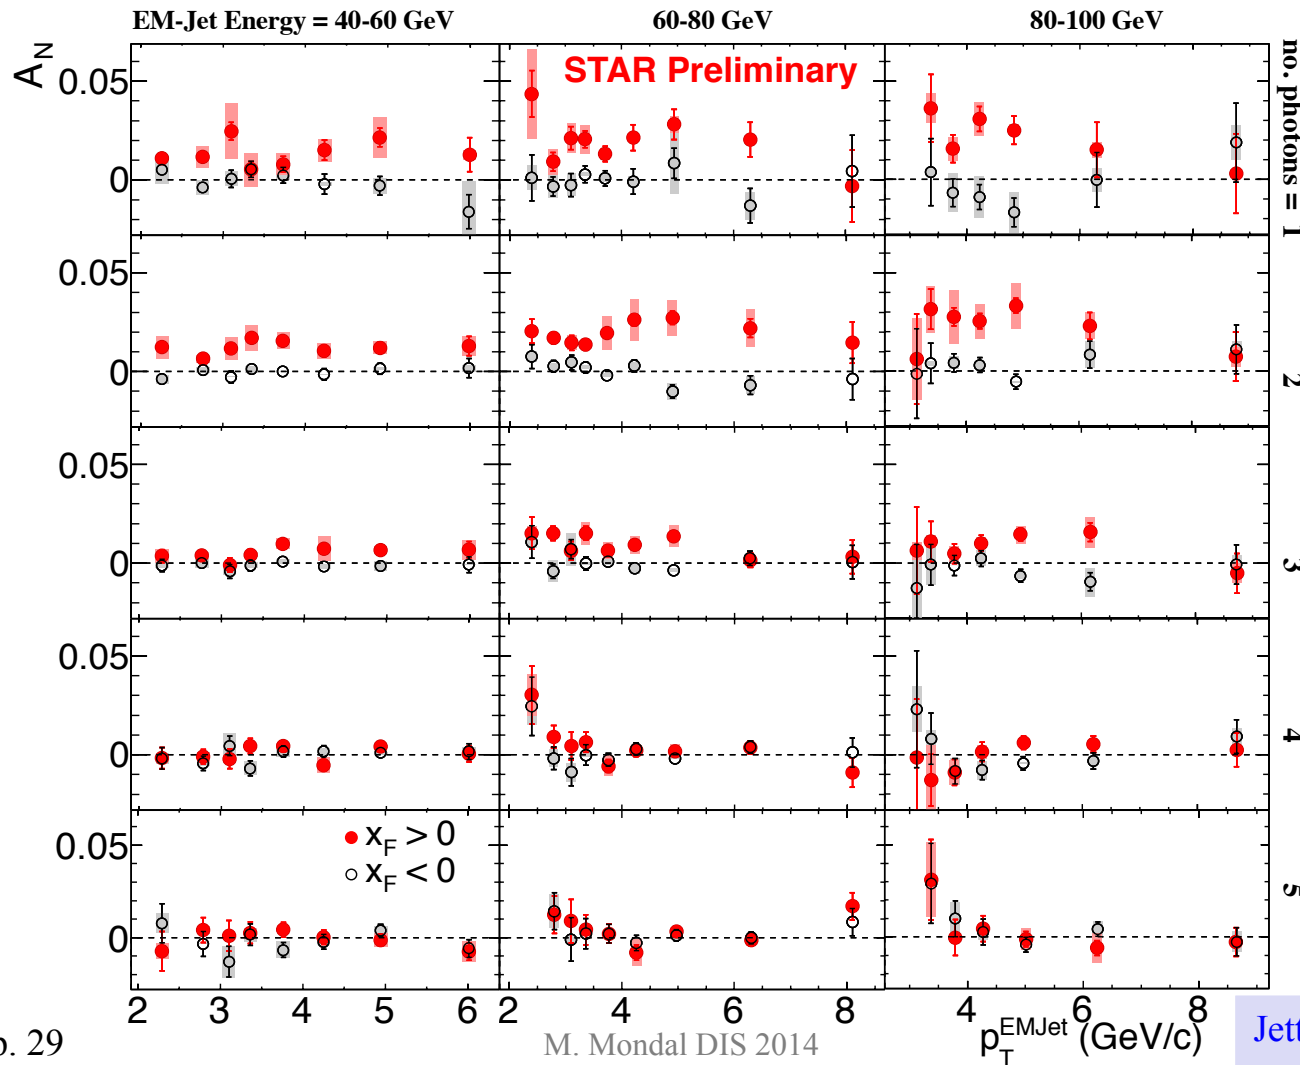 EM-Jet Energy = 40-60 GeV 60-80 GeV 80-100 GeV
A_N
STAR Preliminary
no. photons = 1
0.05
0
0.05
0
2
0.05
0
3
0.05
0
4
x_F > 0
x_F < 0
0.05
0
5
2 3 4 5 6 2 4 6 8 4 6 8
p_T^EMJet (GeV/c)
p. 29
M. Mondal DIS 2014